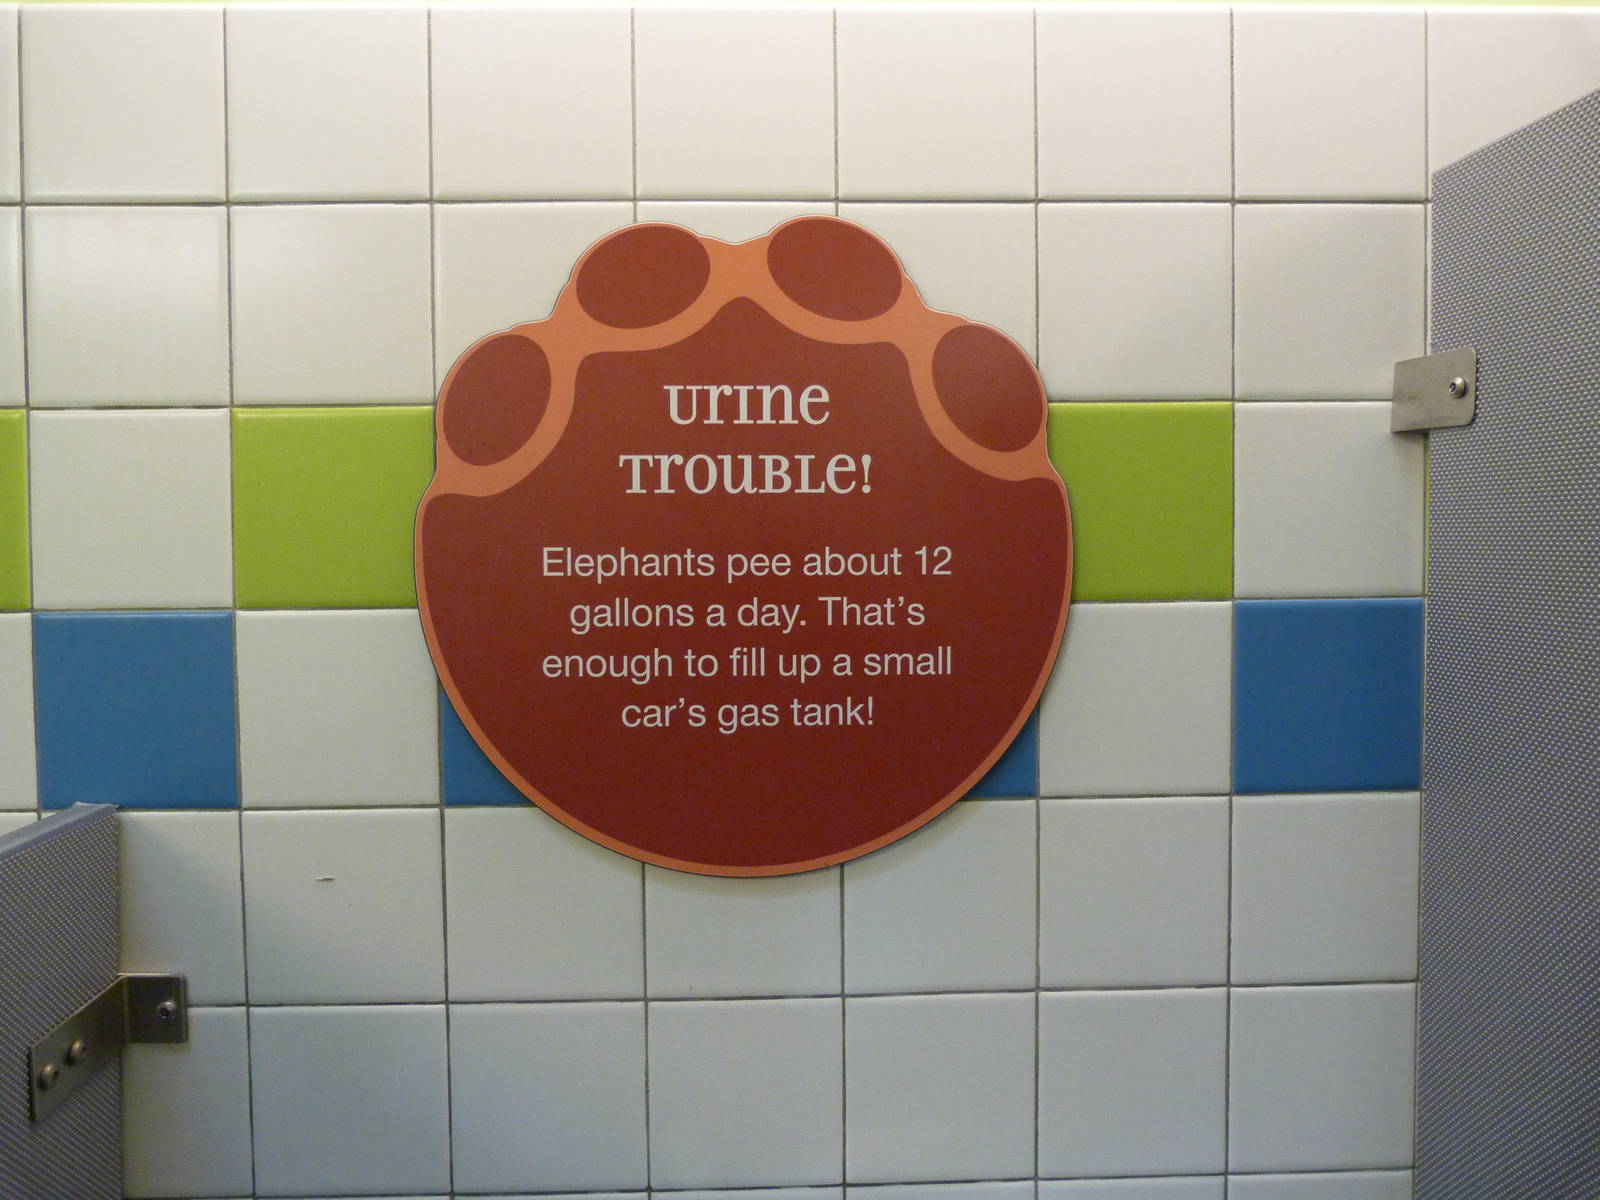 urine
trouble!
Elephants pee about 12
gallons a day. That's
enough to fill up a small
car's gas tank!